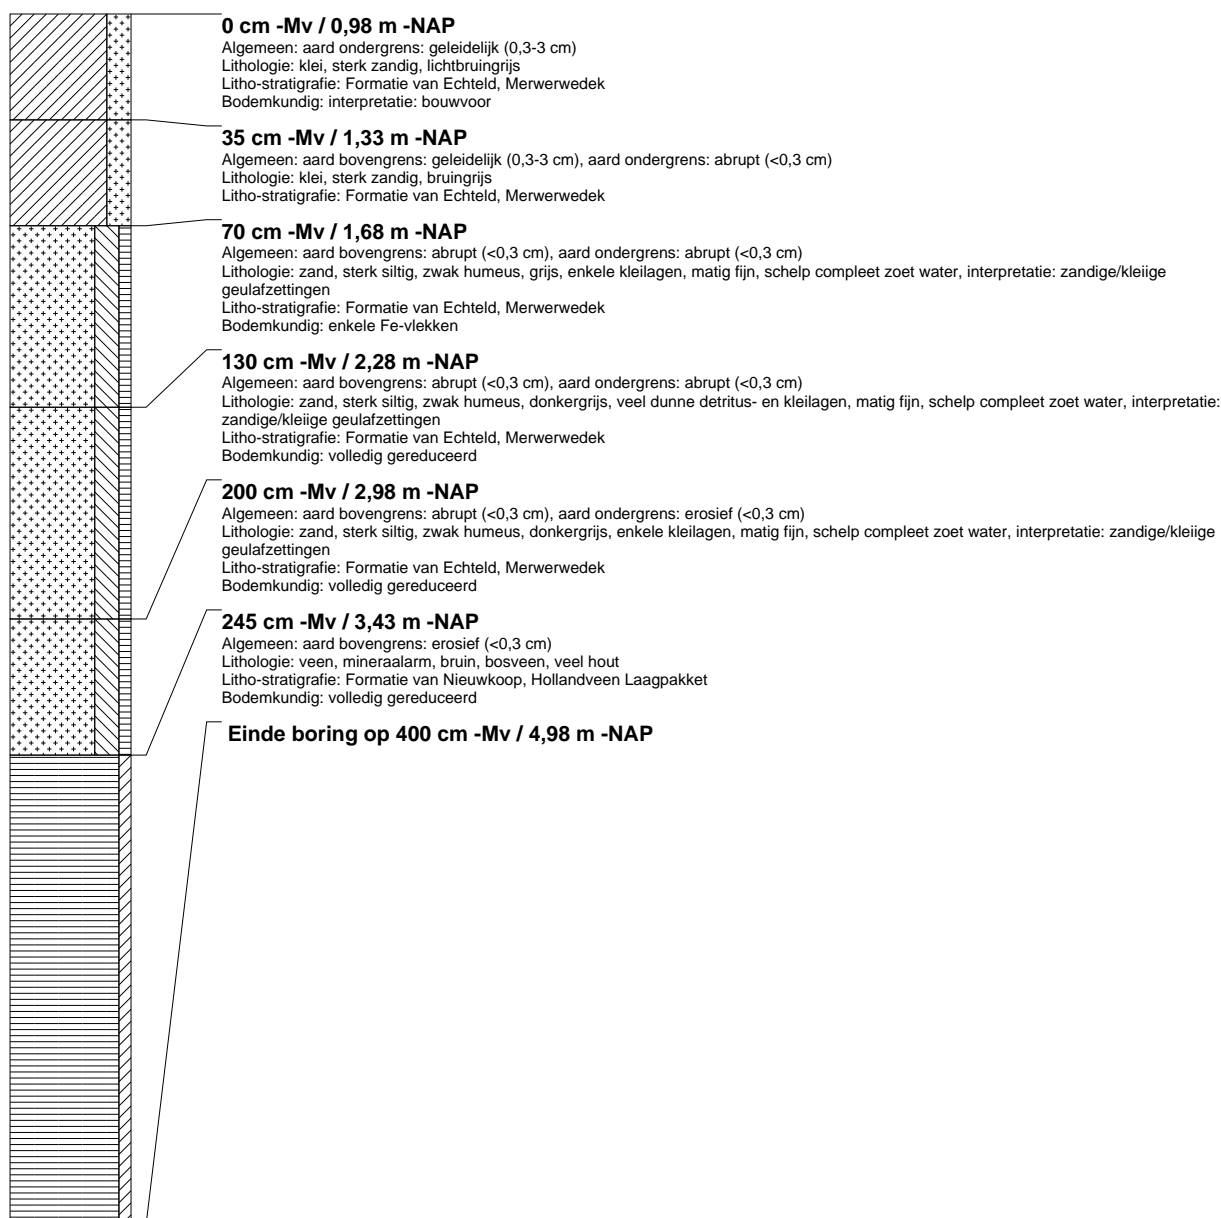 0 cm -Mv / 0,98 m -NAP
Algemeen: aard ondergrens: geleidelijk (0,3-3 cm)
Lithologie: klei, sterk zandig, lichtbruingrijs
Litho-stratigrafie: Formatie van Echteld, Merwerwedek
Bodemkundig: interpretatie: bouwvoor
35 cm -Mv / 1,33 m -NAP
Algemeen: aard bovengrens: geleidelijk (0,3-3 cm), aard ondergrens: abrupt (<0,3 cm)
Lithologie: klei, sterk zandig, bruingrijs
Litho-stratigrafie: Formatie van Echteld, Merwerwedek
70 cm -Mv / 1,68 m -NAP
Algemeen: aard bovengrens: abrupt (<0,3 cm), aard ondergrens: abrupt (<0,3 cm)
Lithologie: zand, sterk siltig, zwak humeus, grijs, enkele kleilagen, matig fijn, schelp compleet zoet water, interpretatie: zandige/kleiige
geulafzettingen
Litho-stratigrafie: Formatie van Echteld, Merwerwedek
Bodemkundig: enkele Fe-vlekken
130 cm -Mv / 2,28 m -NAP
Algemeen: aard bovengrens: abrupt (<0,3 cm), aard ondergrens: abrupt (<0,3 cm)
Lithologie: zand, sterk siltig, zwak humeus, donkergrijs, veel dunne detritus- en kleilagen, matig fijn, schelp compleet zoet water, interpretatie:
zandige/kleiige geulafzettingen
Litho-stratigrafie: Formatie van Echteld, Merwerwedek
Bodemkundig: volledig gereduceerd
200 cm -Mv / 2,98 m -NAP
Algemeen: aard bovengrens: abrupt (<0,3 cm), aard ondergrens: erosief (<0,3 cm)
Lithologie: zand, sterk siltig, zwak humeus, donkergrijs, enkele kleilagen, matig fijn, schelp compleet zoet water, interpretatie: zandige/kleiige
geulafzettingen
Litho-stratigrafie: Formatie van Echteld, Merwerwedek
Bodemkundig: volledig gereduceerd
245 cm -Mv / 3,43 m -NAP
Algemeen: aard bovengrens: erosief (<0,3 cm)
Lithologie: veen, mineraalarm, bruin, bosveen, veel hout
Litho-stratigrafie: Formatie van Nieuwkoop, Hollandveen Laagpakket
Bodemkundig: volledig gereduceerd
Einde boring op 400 cm -Mv / 4,98 m -NAP